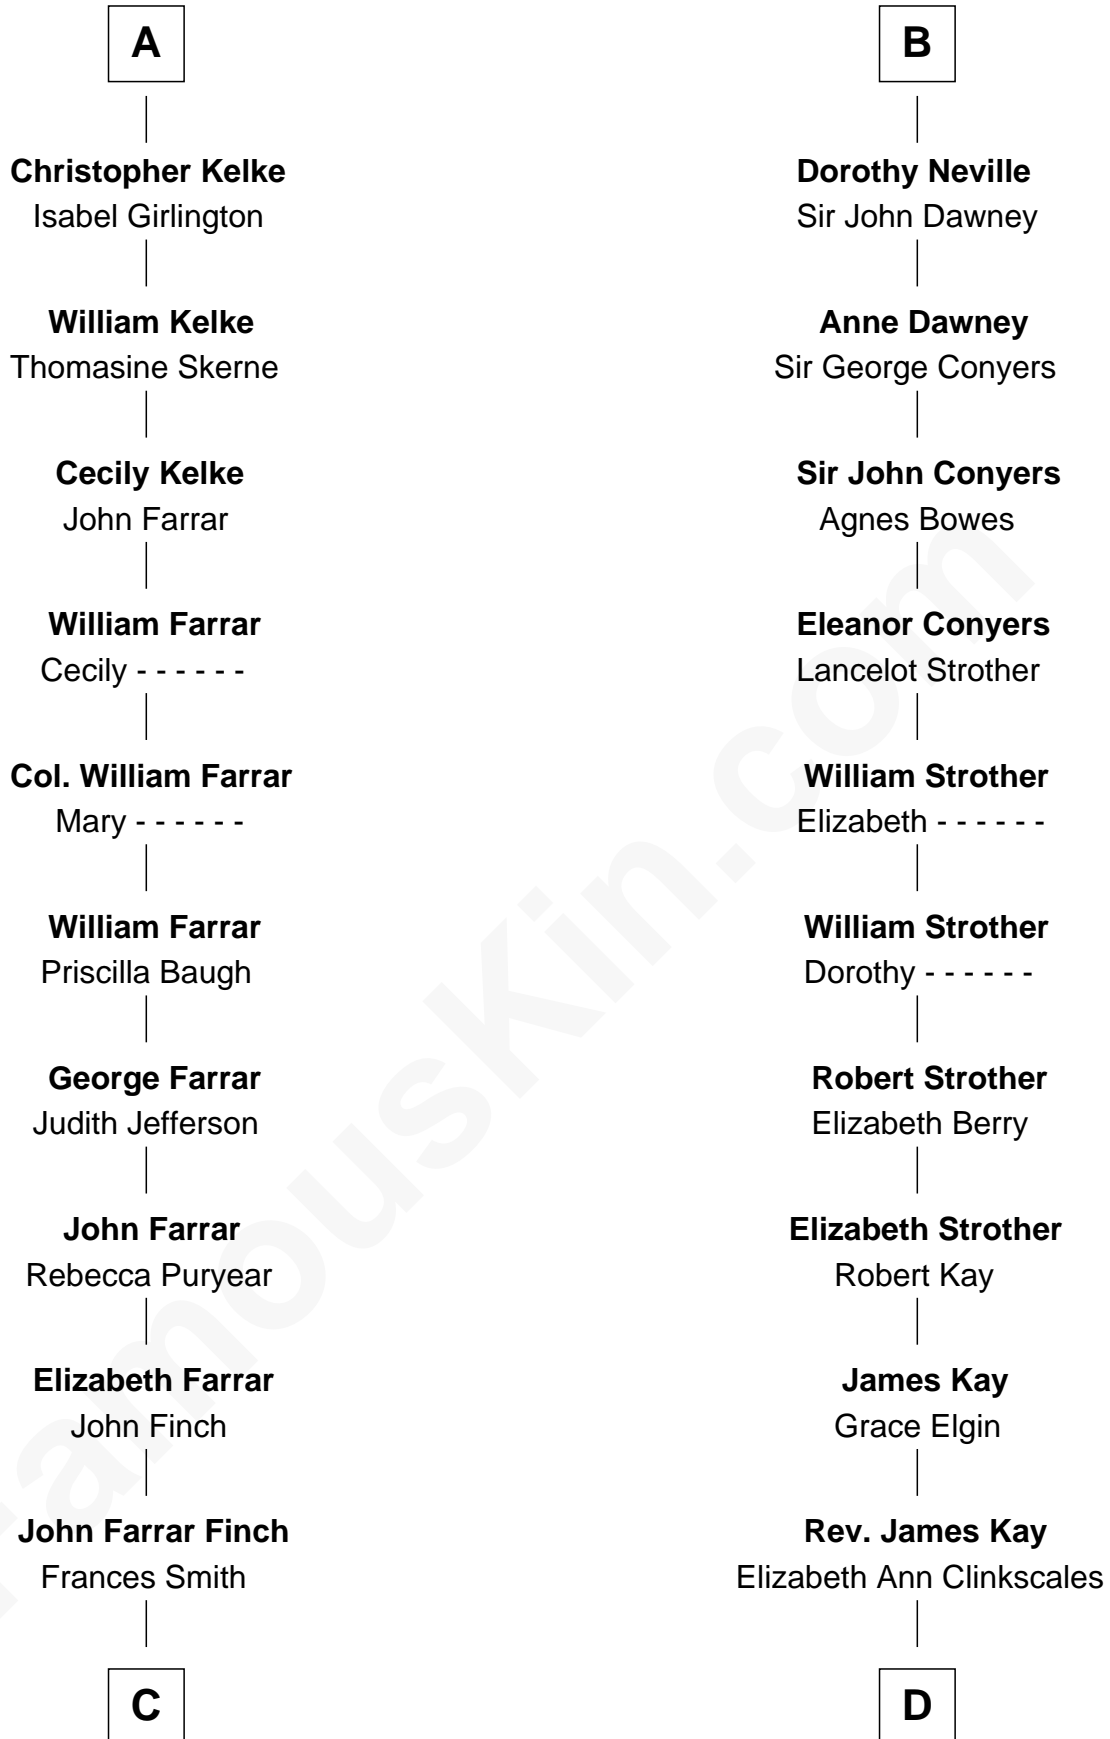 A
Christopher Kelke
Isabel Girlington
William Kelke
Thomasine Skerne
Cecily Kelke
John Farrar
William Farrar
Cecily - - - - - -
Col. William Farrar
Mary - - - - - -
William Farrar
Priscilla Baugh
George Farrar
Judith Jefferson
John Farrar
Rebecca Puryear
Elizabeth Farrar
John Finch
John Farrar Finch
Frances Smith
C
B
Dorothy Neville
Sir John Dawney
Anne Dawney
Sir George Conyers
Sir John Conyers
Agnes Bowes
Eleanor Conyers
Lancelot Strother
William Strother
Elizabeth - - - - - -
William Strother
Dorothy - - - - - -
Robert Strother
Elizabeth Berry
Elizabeth Strother
Robert Kay
James Kay
Grace Elgin
Rev. James Kay
Elizabeth Ann Clinkscales
D
FamousKin.com